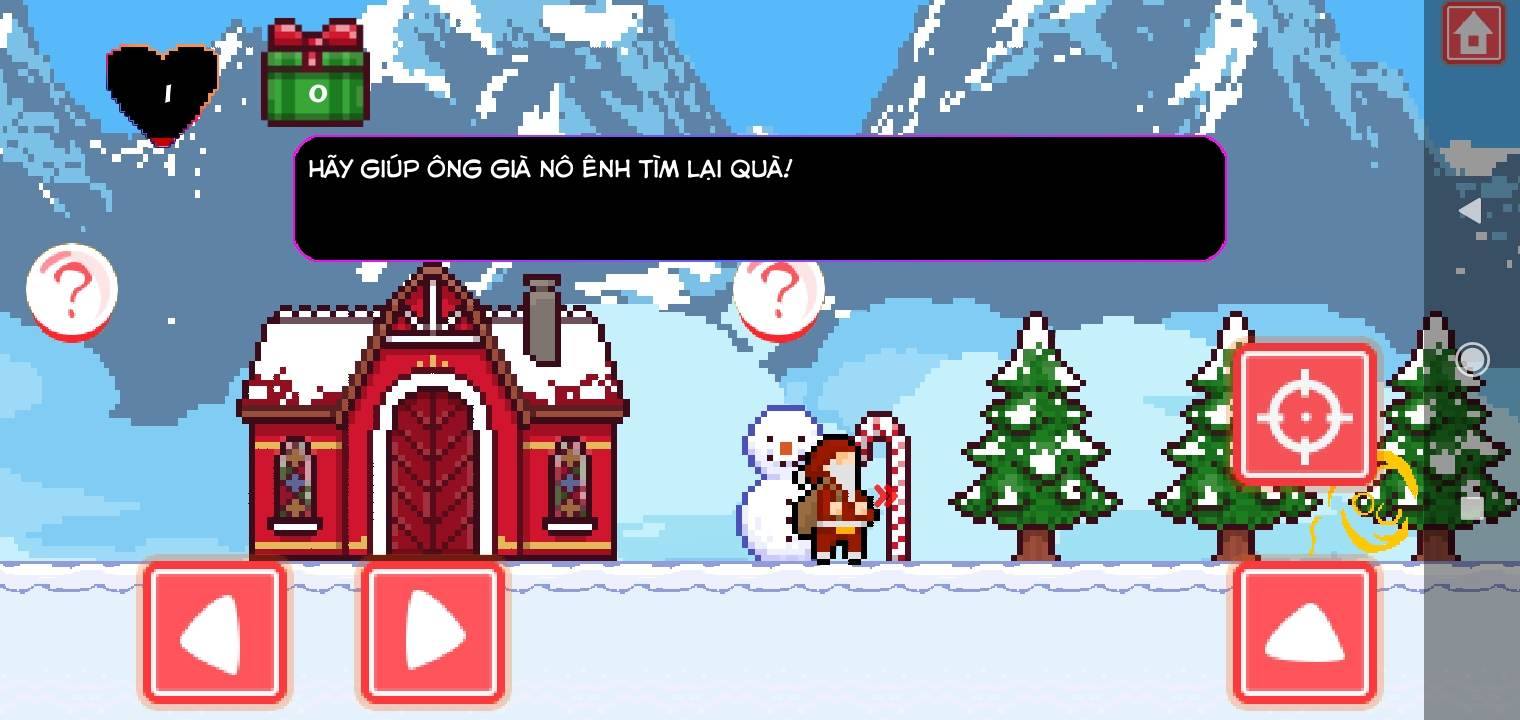 1
0
HÃY GIÚP ÔNG GIÀ NÔ ÊNH TÌM LẠI QUÀ!
?
?